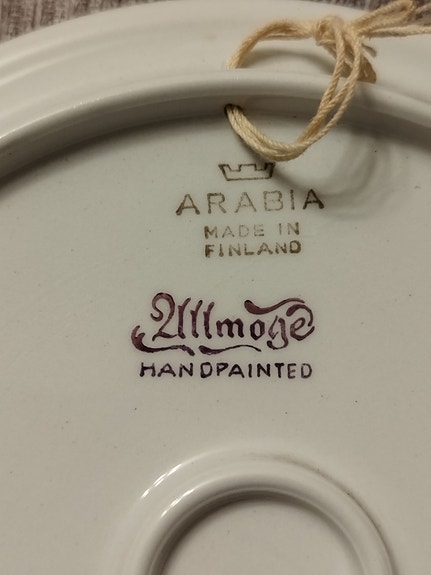 ARABIA
MADE IN
FINLAND
Allmoge
HANDPAINTED